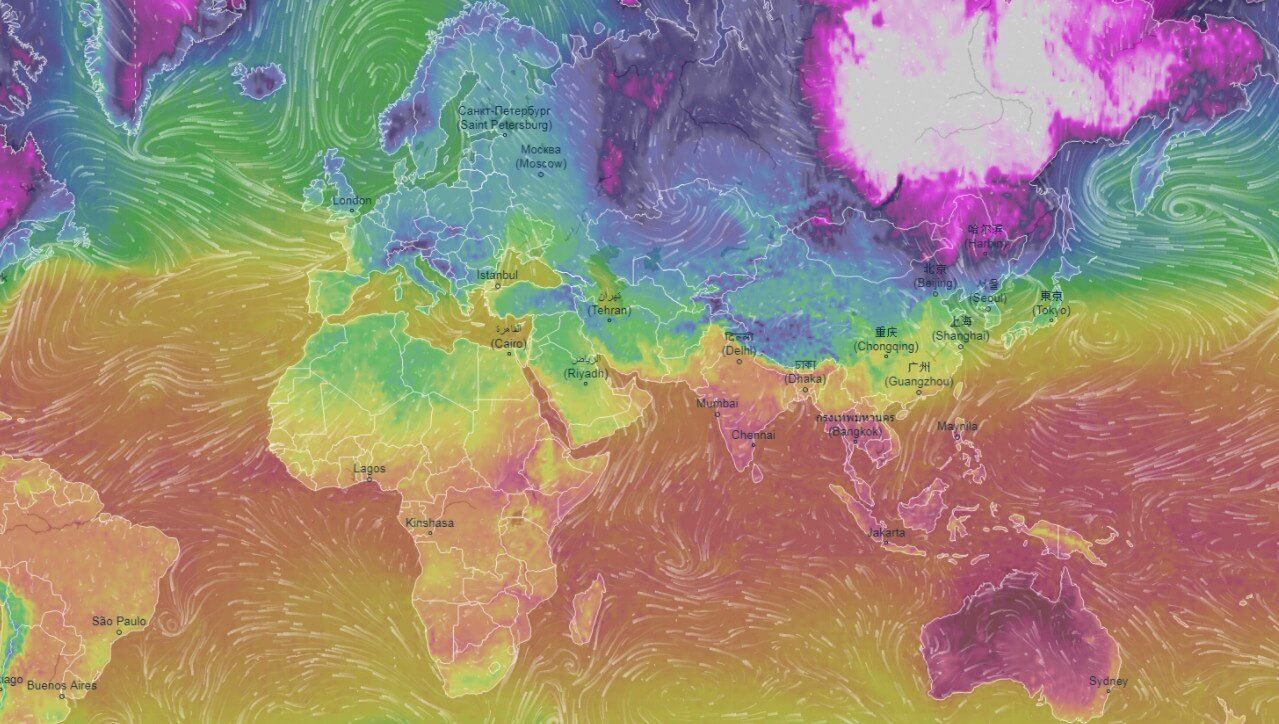 Санкт-Петербург
(Saint Petersburg)
Москва
(Moscow)
London
哈尔滨
(Harbin)
Istanbul
北京
(Beijing)
서울
(Seoul)
تهران
(Tehran)
東京
(Tokyo)
القاهرة
(Cairo)
上海
(Shanghai)
重庆
(Chongqing)
दिल्ली
(Delhi)
الرياض
(Riyadh)
ঢাকা
(Dhaka)
广州
(Guangzhou)
Mumbai
กรุงเทพมหานคร
(Bangkok)
Maynila
Chennai
Lagos
Kinshasa
Jakarta
São Paulo
tiago
Buenos Aires
Sydney